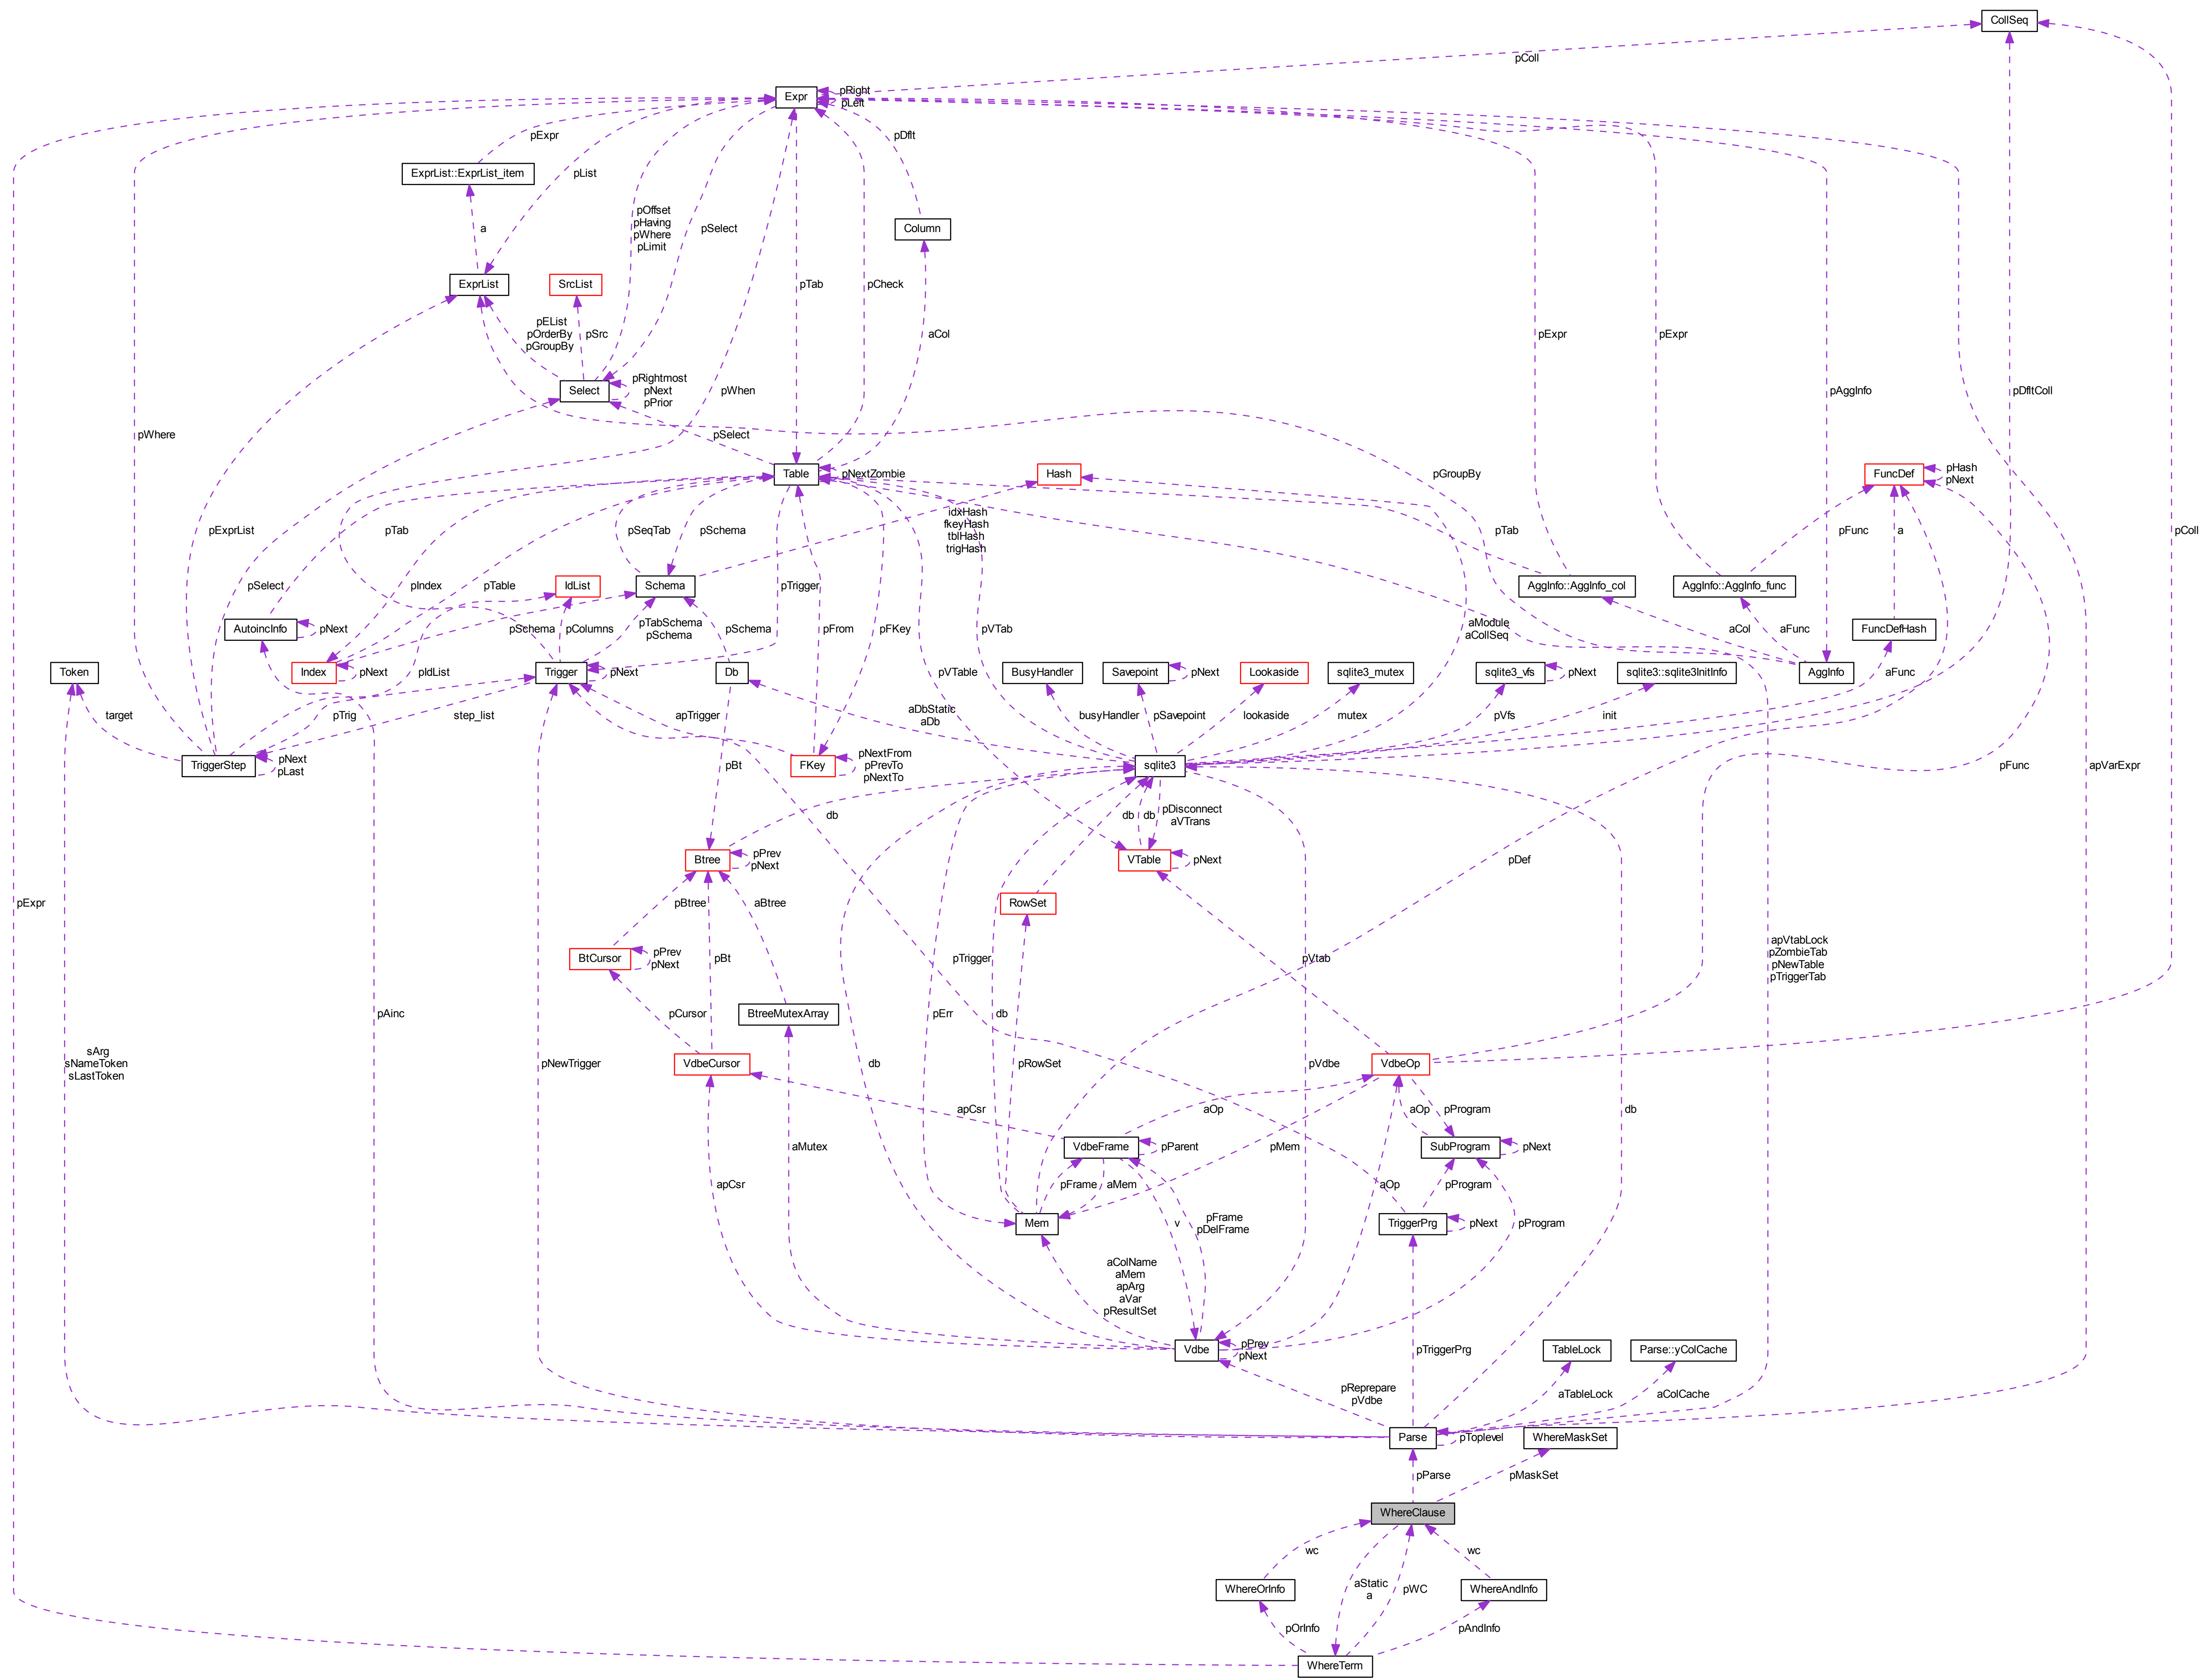 CollSeq
pColl
Expr
pRight
pLeft
pDflt
pExpr
ExprList::ExprList_item
pList
pOffset
pHaving
pWhere
pLimit
pSelect
Column
a
ExprList
SrcList
pTab
pCheck
aCol
pExpr
pExpr
pEList
pOrderBy
pGroupBy
pSrc
Select
pRightmost
pNext
pPrior
pWhen
pAggInfo
pDfltColl
pWhere
pSelect
Table
pNextZombie
Hash
pGroupBy
FuncDef
pHash
pNext
pExprList
pTab
pSeqTab
pSchema
idxHash
fkeyHash
tblHash
trigHash
pTab
pFunc
a
pColl
pSelect
pIndex
pTable
IdList
Schema
pTrigger
AggInfo::AggInfo_col
AggInfo::AggInfo_func
AutoincInfo
pNext
pSchema
pColumns
pTabSchema
pSchema
pSchema
pFrom
pFKey
pVTab
aModule
aCollSeq
aCol
aFunc
FuncDefHash
Token
Index
pNext
pIdList
Trigger
pNext
Db
pVTable
BusyHandler
Savepoint
pNext
Lookaside
sqlite3_mutex
sqlite3_vfs
pNext
sqlite3::sqlite3InitInfo
AggInfo
aFunc
target
pTrig
step_list
apTrigger
aDbStatic
aDb
busyHandler
pSavepoint
lookaside
mutex
pVfs
init
TriggerStep
pNext
pLast
pBt
FKey
pNextFrom
pPrevTo
pNextTo
sqlite3
pFunc
apVarExpr
db
db
db
pDisconnect
aVTrans
Btree
pPrev
pNext
VTable
pNext
pDef
pExpr
pBtree
aBtree
RowSet
BtCursor
pPrev
pNext
pBt
pTrigger
pVtab
apVtabLock
pZombieTab
pNewTable
pTriggerTab
pAinc
pCursor
BtreeMutexArray
pErr
db
sArg
sNameToken
sLastToken
pNewTrigger
VdbeCursor
db
pRowSet
pVdbe
VdbeOp
apCsr
aOp
aOp
pProgram
db
aMutex
VdbeFrame
pParent
pMem
SubProgram
pNext
apCsr
pFrame
aMem
aOp
pProgram
Mem
v
pFrame
pDelFrame
TriggerPrg
pNext
pProgram
aColName
aMem
apArg
aVar
pResultSet
Vdbe
pPrev
pNext
pTriggerPrg
TableLock
Parse::yColCache
pReprepare
pVdbe
aTableLock
aColCache
Parse
pToplevel
WhereMaskSet
pParse
pMaskSet
WhereClause
wc
wc
WhereOrInfo
aStatic
a
pWC
WhereAndInfo
pOrInfo
pAndInfo
WhereTerm